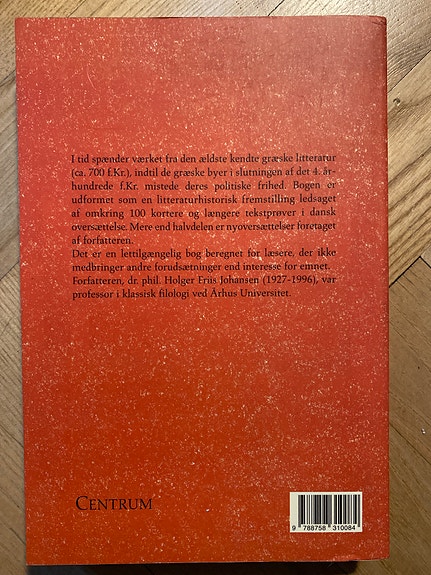 I tid spænder værket fra den ældste kendte græske litteratur
(ca. 700 f.Kr.), indtil de græske byer i slutningen af det 4. år-
hundrede f.Kr. mistede deres politiske frihed. Bogen er
udformet som en litteraturhistorisk fremstilling ledsaget
af omkring 100 kortere og længere tekstprøver i dansk
oversættelse. Mere end halvdelen er nyoversættelser foretaget
af forfatteren.
Det er en lettilgængelig bog beregnet for læsere, der ikke
medbringer andre forudsætninger end interesse for emnet.
Forfatteren, dr. phil. Holger Friis Johansen (1927-1996), var
professor i klassisk filologi ved Århus Universitet.
CENTRUM
9 788758 310084